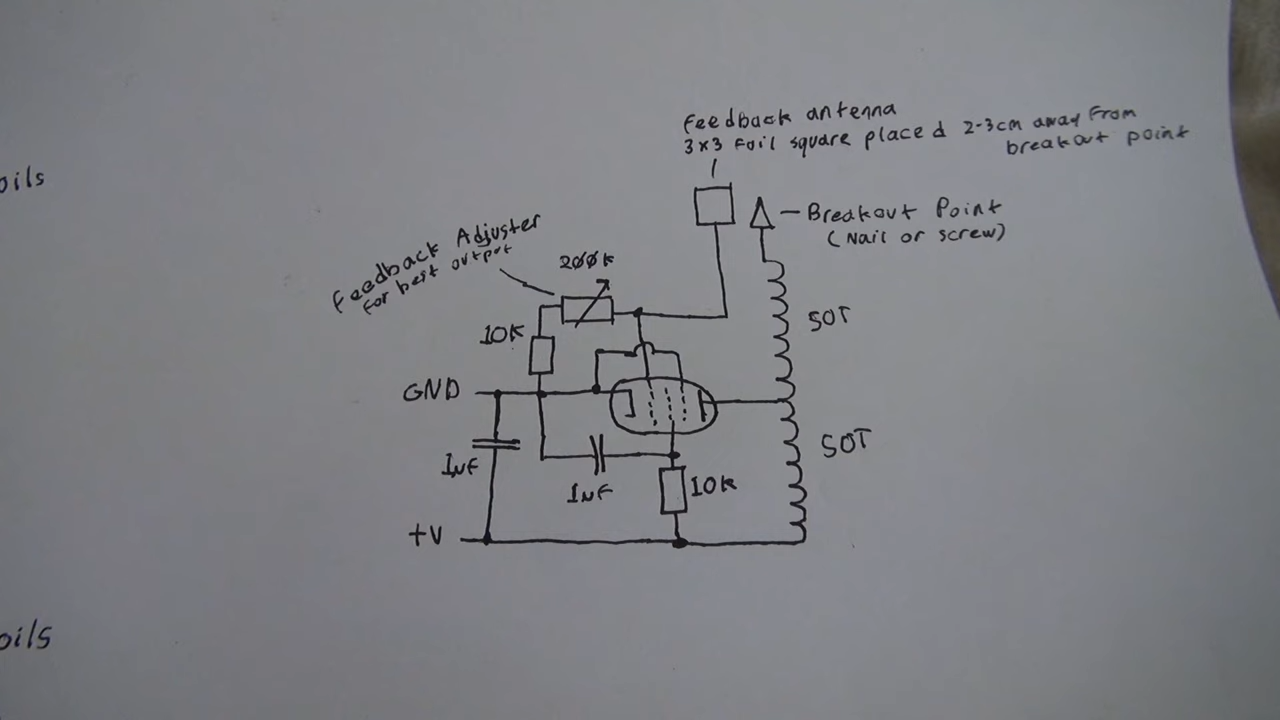 Feedback antenna
3x3 foil square placed 2-3cm away from
breakout point
oils
Breakout Point
(Nail or screw)
Feedback Adjuster
for best output
200k
50T
10K
GND
50T
1nF
1nF
10k
+V
oils